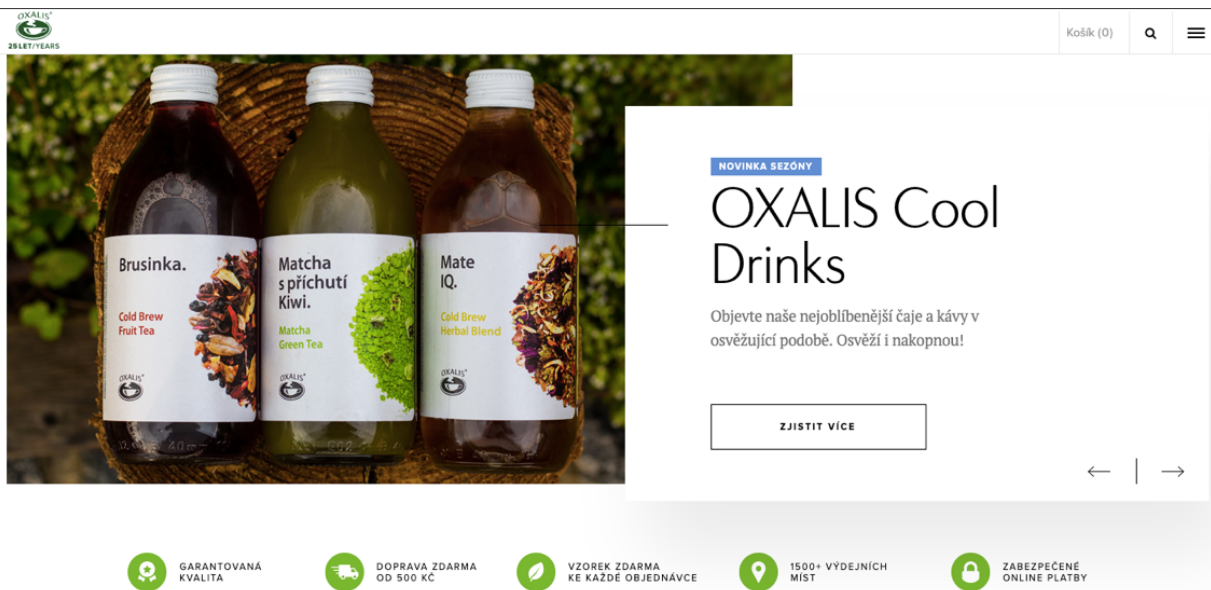 OXALIS®
25 LET/YEARS
Košík (0)
Brusinka.
Cold Brew
Fruit Tea
OXALIS®
Matcha
s příchutí
Kiwi.
Matcha
Green Tea
OXALIS®
Mate
IQ.
Cold Brew
Herbal Blend
OXALIS®
NOVINKA SEZÓNY
OXALIS Cool
Drinks
Objevte naše nejoblíbenější čaje a kávy v
osvěžující podobě. Osvěží i nakopnou!
ZJISTIT VÍCE
GARANTOVANÁ
KVALITA
DOPRAVA ZDARMA
OD 500 KČ
VZOREK ZDARMA
KE KAŽDÉ OBJEDNÁVCE
1500+ VÝDEJNÍCH
MÍST
ZABEZPEČENÉ
ONLINE PLATBY